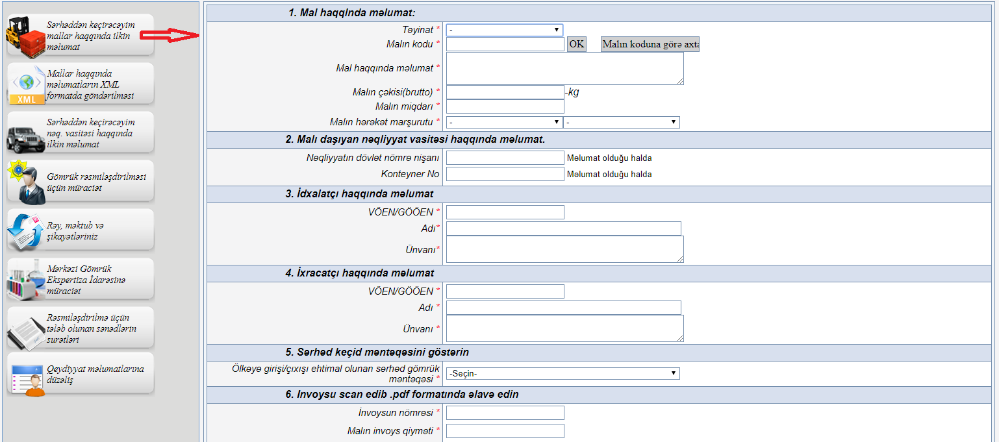 Sərhəddən keçirəcəyim
mallar haqqında ilkin
məlumat
Mallar haqqında
məlumatların XML
formatda göndərilməsi
XML
Sərhəddən keçirəcəyim
nəq. vasitəsi haqqında
ilkin məlumat
Gömrük rəsmiləşdirilməsi
üçün müraciət
Rəy, məktub və
şikayətləriniz
Mərkəzi Gömrük
Ekspertiza İdarəsinə
müraciət
Rəsmiləşdirilmə üçün
tələb olunan sənədlərin
surətləri
Qeydiyyat məlumatlarına
düzəliş
1. Mal haqqlnda məlumat:
Təyinat * -
Malın kodu * OK Malın koduna görə axta
Mal haqqında məlumat *
Malın çəkisi(brutto) * -kg
Malın miqdarı *
Malın hərəkət marşurutu * - -
2. Malı daşıyan nəqliyyat vasitəsi haqqında məlumat.
Nəqliyyatın dövlət nömrə nişanı Məlumat olduğu halda
Konteyner No Məlumat olduğu halda
3. İdxalatçı haqqında məlumat
VÖEN/GÖÖEN *
Adı*
Ünvanı*
4. İxracatçı haqqında məlumat
VÖEN/GÖÖEN *
Adı *
Ünvanı *
5. Sərhəd keçid məntəqəsini göstərin
Ölkəyə girişi/çıxışı ehtimal olunan sərhəd gömrük
məntəqəsi * -Seçin-
6. Invoysu scan edib .pdf formatında əlavə edin
İnvoysun nömrəsi *
Malın invoys qiyməti *